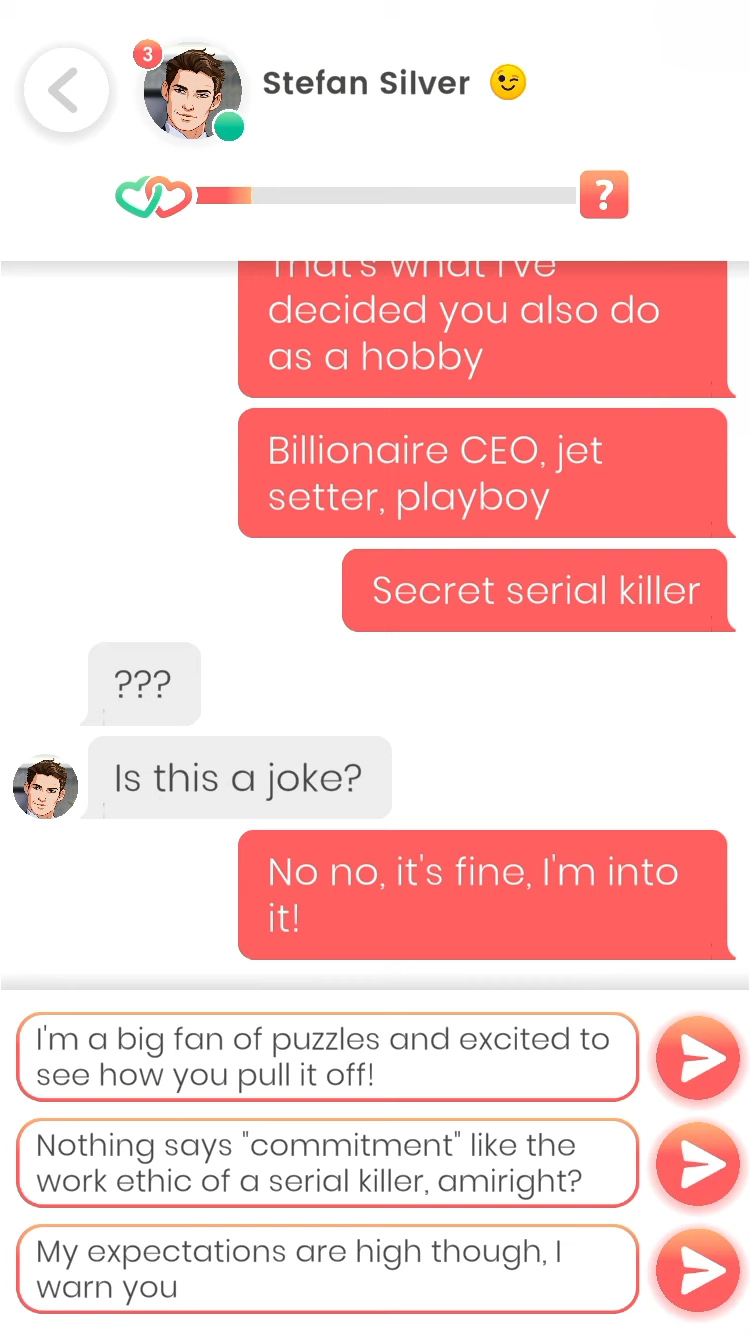 3
Stefan Silver 😉
?
That's what I've
decided you also do
as a hobby
Billionaire CEO, jet
setter, playboy
Secret serial killer
???
Is this a joke?
No no, it's fine, I'm into
it!
I'm a big fan of puzzles and excited to
see how you pull it off!
Nothing says "commitment" like the
work ethic of a serial killer, amiright?
My expectations are high though, I
warn you